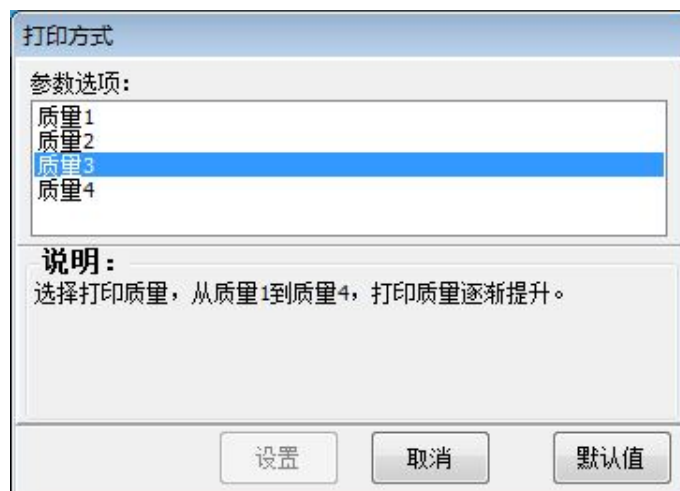 打印方式
参数选项：
质量1
质量2
质量3
质量4
说明：
选择打印质量，从质量1到质量4，打印质量逐渐提升。
设置 取消 默认值